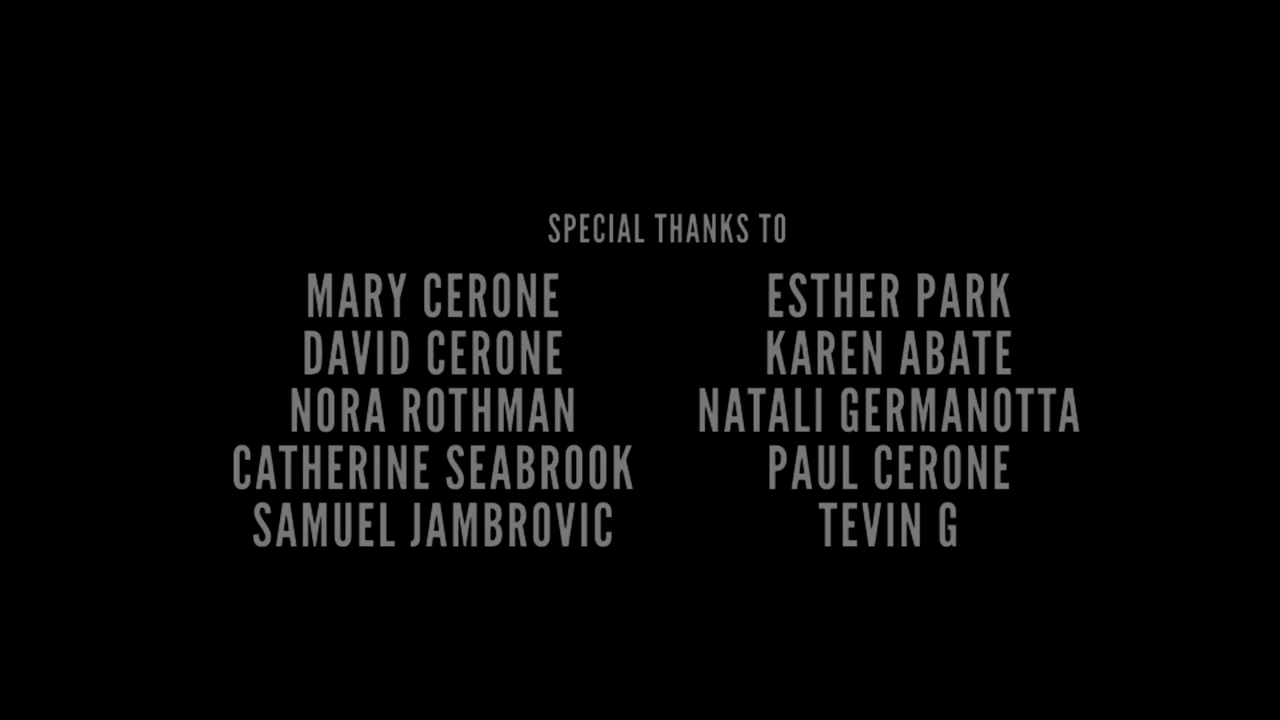 SPECIAL THANKS TO
MARY CERONE
DAVID CERONE
NORA ROTHMAN
CATHERINE SEABROOK
SAMUEL JAMBROVIC
ESTHER PARK
KAREN ABATE
NATALI GERMANOTTA
PAUL CERONE
TEVIN G